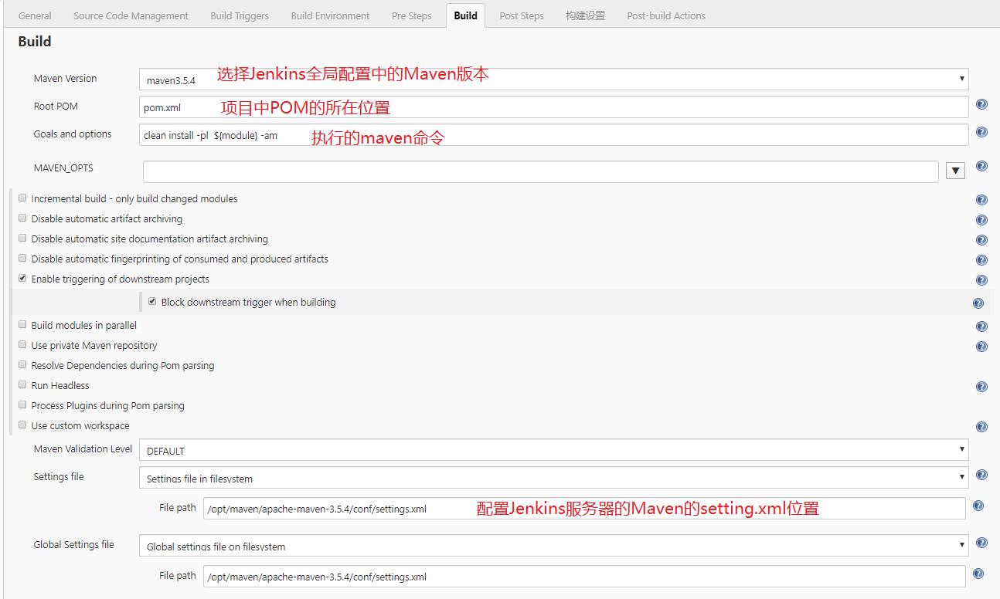 General Source Code Management Build Triggers Build Environment Pre Steps Build Post Steps 构建设置 Post-build Actions
Build
Maven Version maven3.5.4 选择Jenkins全局配置中的Maven版本
Root POM pom.xml 项目中POM的所在位置
Goals and options clean install -pl ${module} -am 执行的maven命令
MAVEN_OPTS
Incremental build - only build changed modules
Disable automatic artifact archiving
Disable automatic site documentation artifact archiving
Disable automatic fingerprinting of consumed and produced artifacts
Enable triggering of downstream projects
Block downstream trigger when building
Build modules in parallel
Use private Maven repository
Resolve Dependencies during Pom parsing
Run Headless
Process Plugins during Pom parsing
Use custom workspace
Maven Validation Level DEFAULT
Settings file Settings file in filesystem
File path /opt/maven/apache-maven-3.5.4/conf/settings.xml 配置Jenkins服务器的Maven的setting.xml位置
Global Settings file Global settings file on filesystem
File path /opt/maven/apache-maven-3.5.4/conf/settings.xml